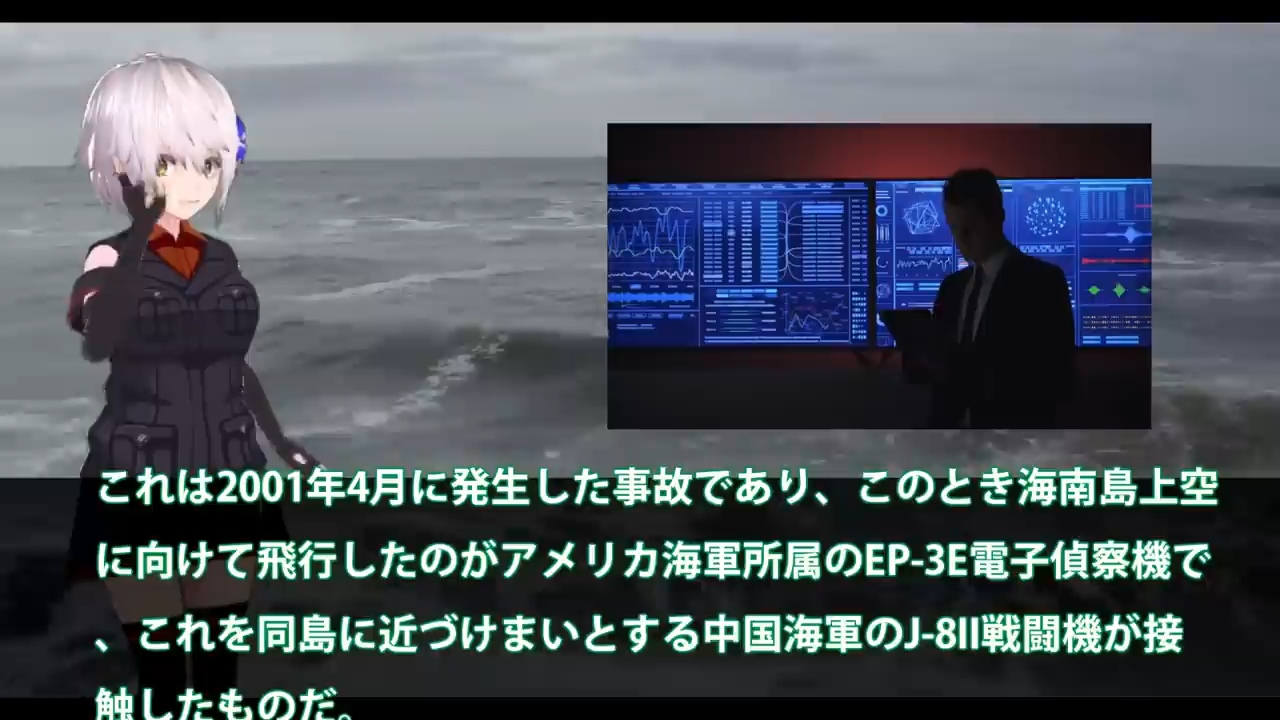 これは2001年4月に発生した事故であり、このとき海南島上空
に向けて飛行したのがアメリカ海軍所属のEP-3E電子偵察機で
、これを同島に近づけまいとする中国海軍のJ-8II戦闘機が接
触したものだ。